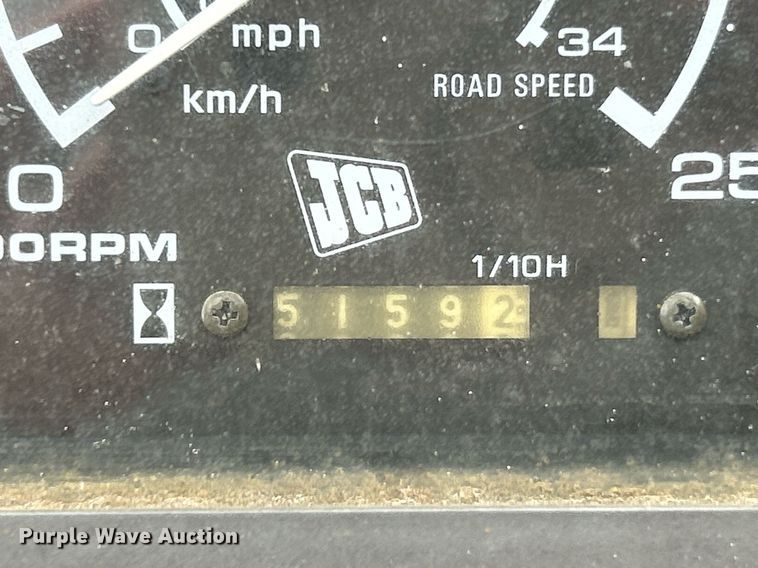 0 mph 34
km/h ROAD SPEED
JCB
0 25
00RPM
1/10H
51592
Purple Wave Auction